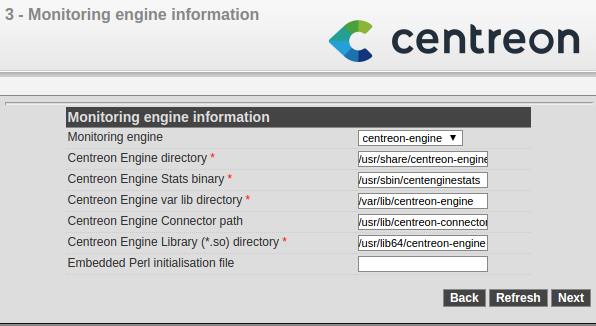 3 - Monitoring engine information
centreon
Monitoring engine information
Monitoring engine centreon-engine
Centreon Engine directory * /usr/share/centreon-engine
Centreon Engine Stats binary * /usr/sbin/centenginestats
Centreon Engine var lib directory * /var/lib/centreon-engine
Centreon Engine Connector path /usr/lib/centreon-connector
Centreon Engine Library (*.so) directory * /usr/lib64/centreon-engine
Embedded Perl initialisation file
Back Refresh Next